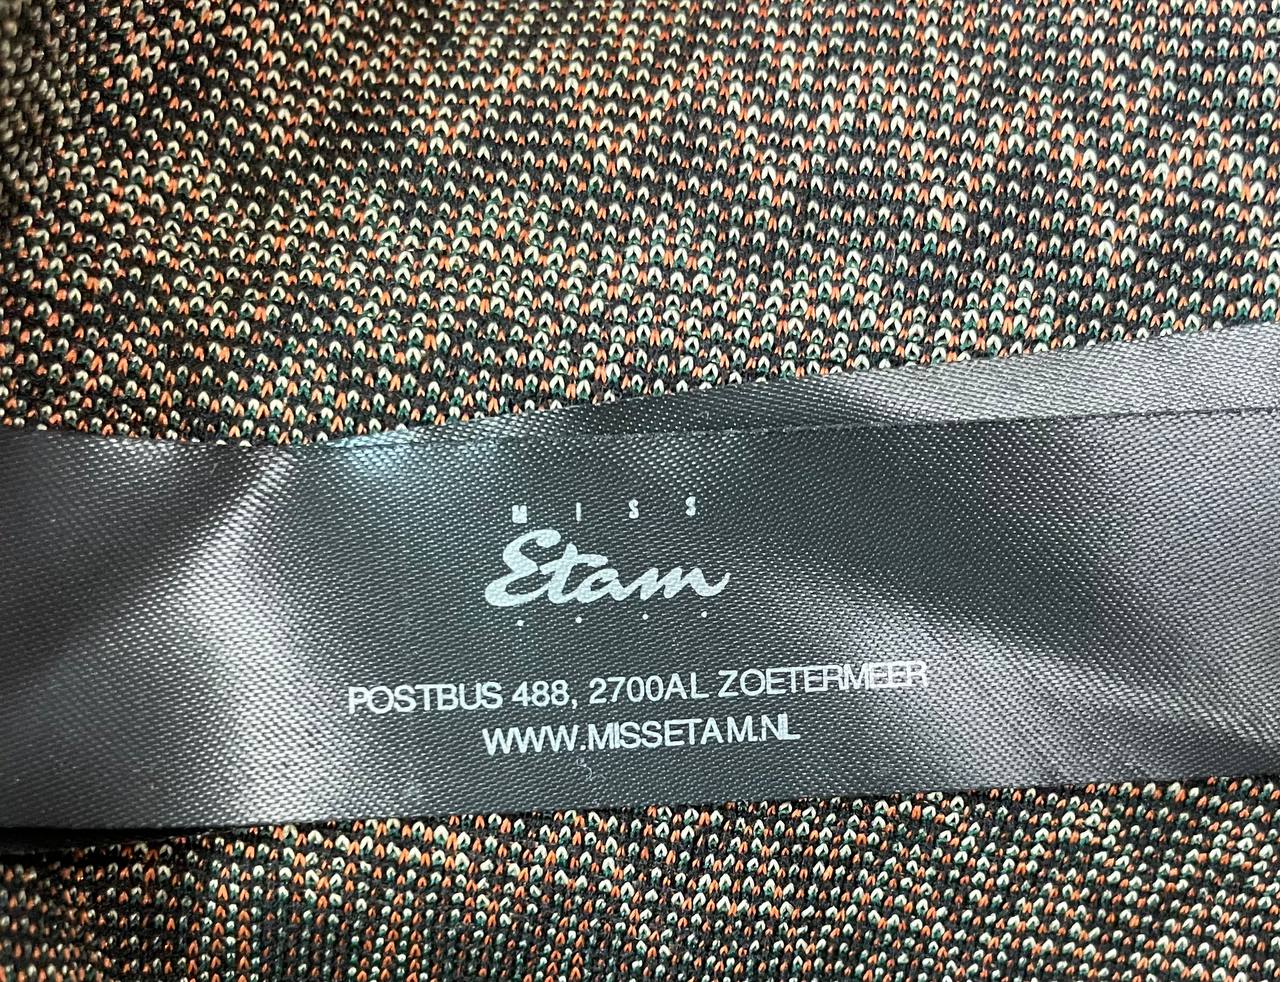 MISS
Etam
POSTBUS 488, 2700AL ZOETERMEER
WWW.MISSETAM.NL